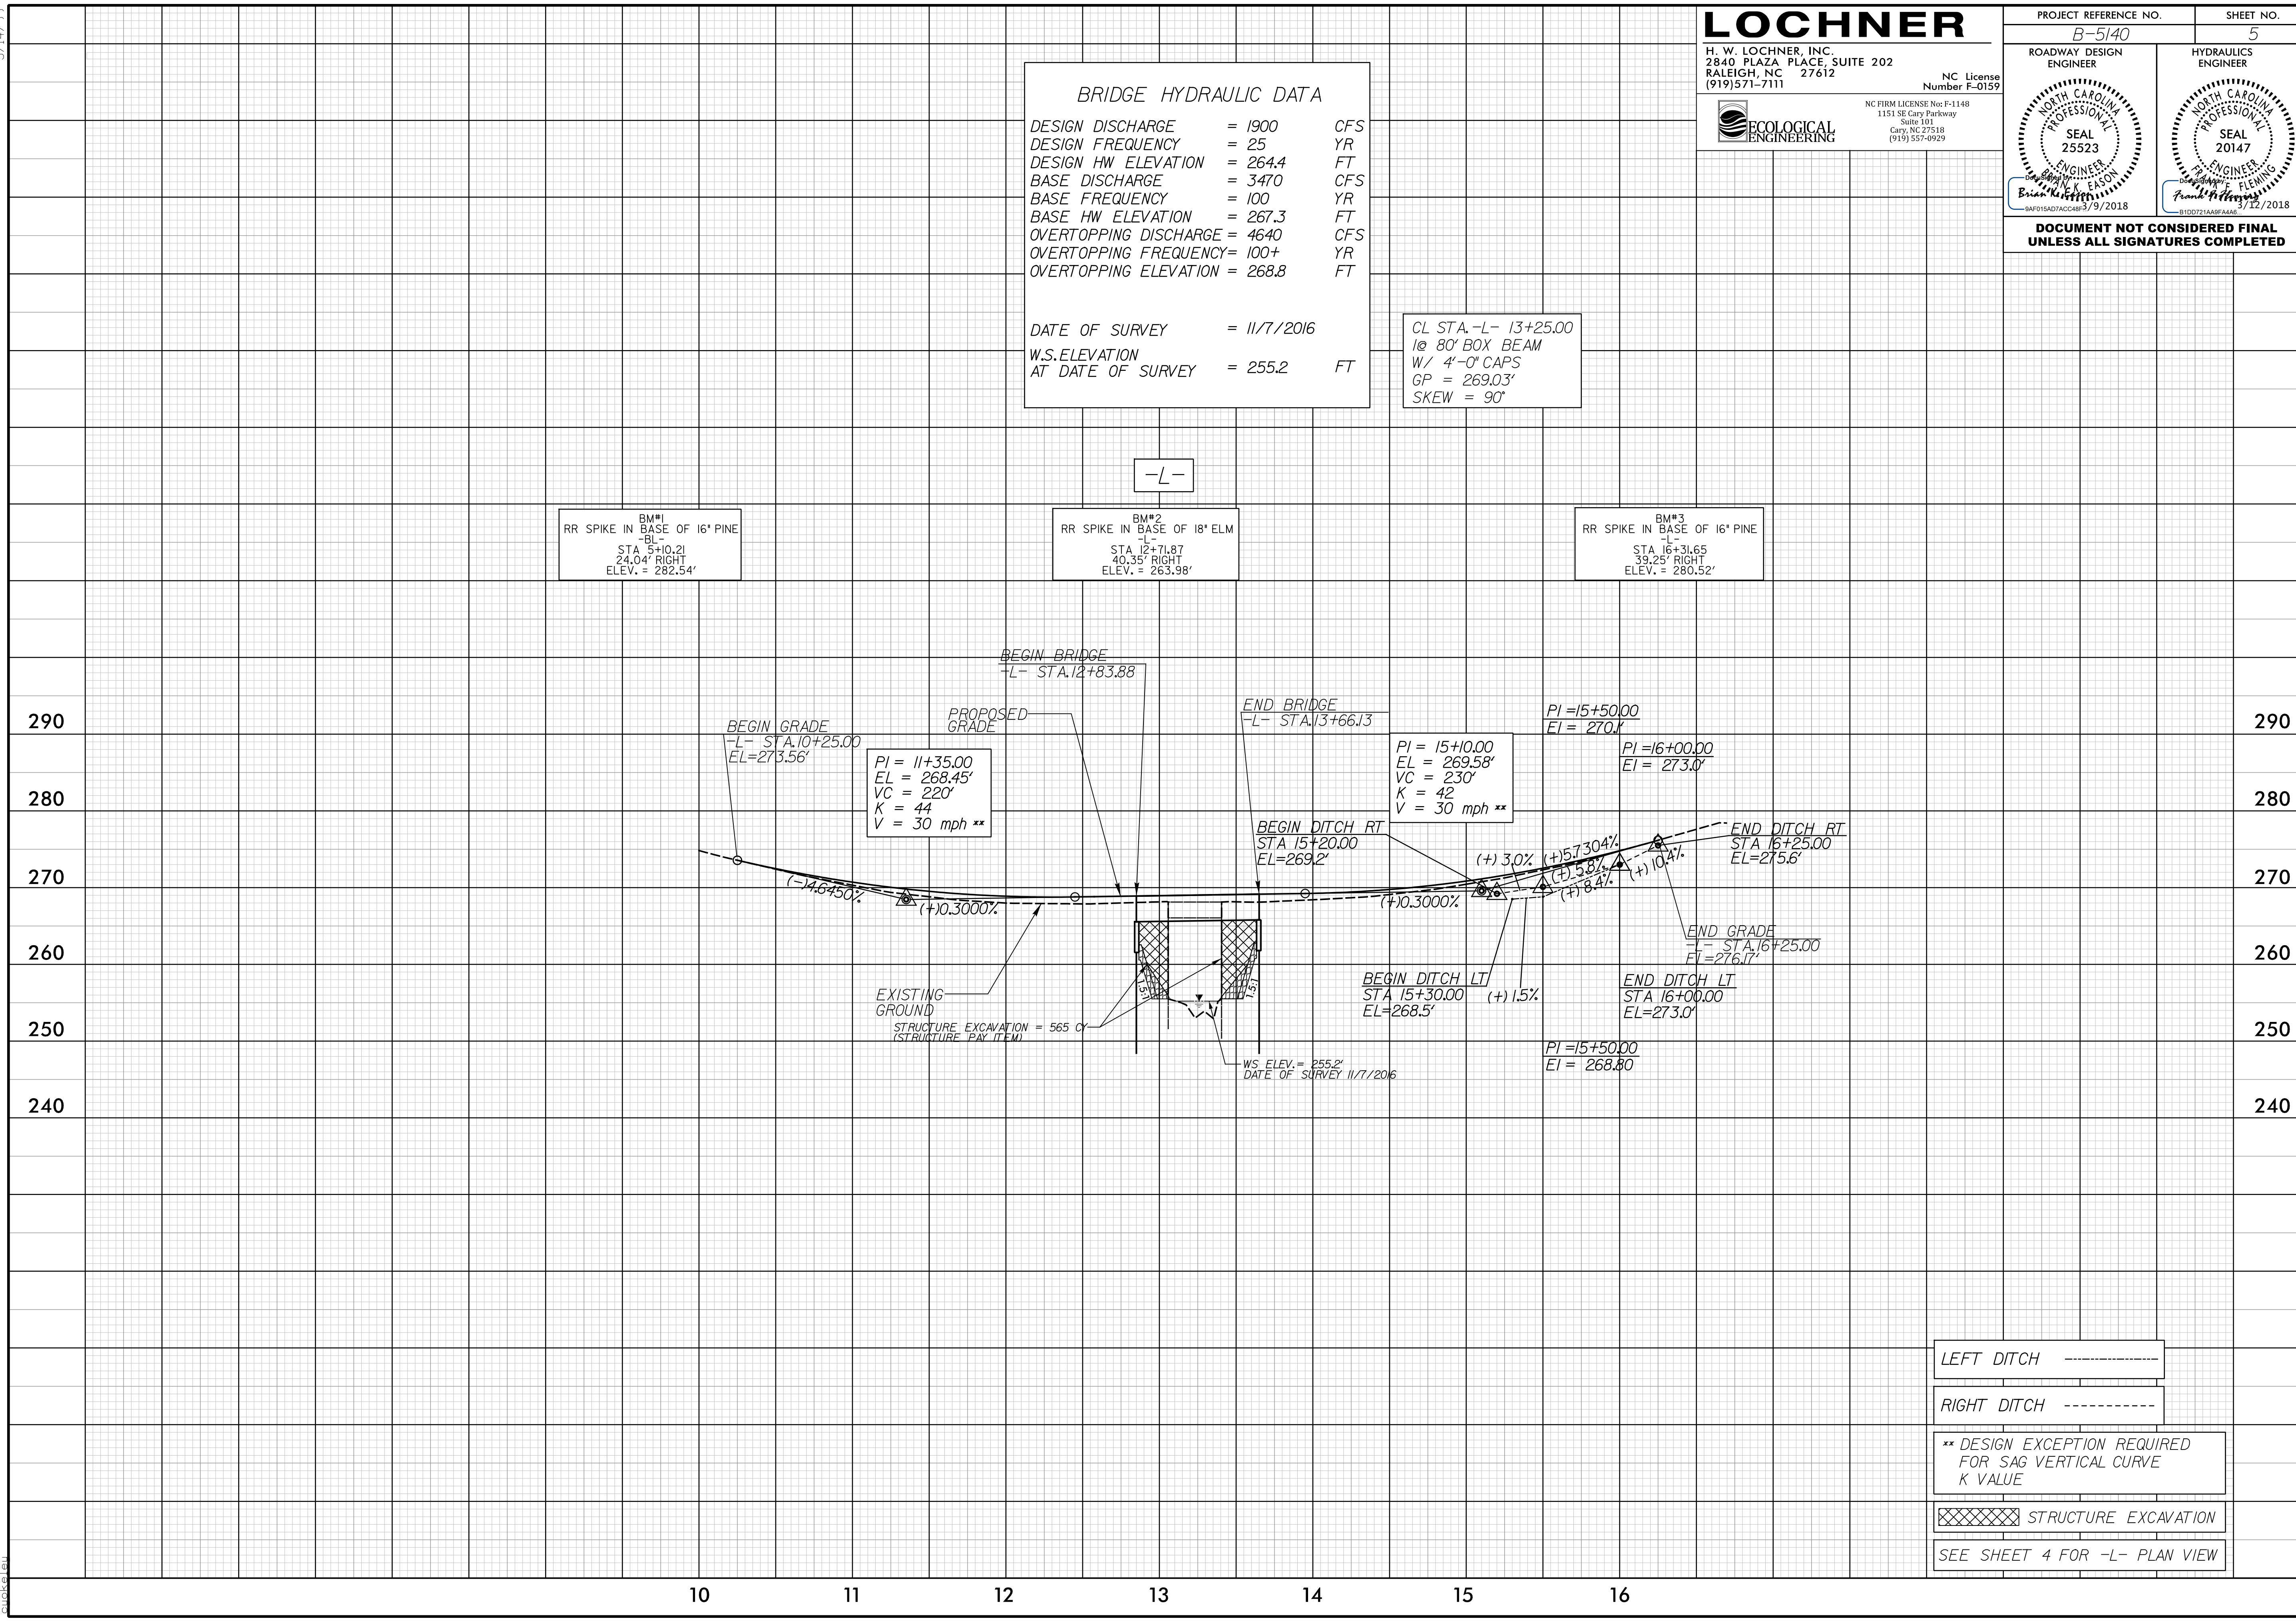 LOCHNER
H. W. LOCHNER, INC.
2840 PLAZA PLACE, SUITE 202
RALEIGH, NC 27612
(919)571-7111
NC License
Number F-0159
ECOLOGICAL
ENGINEERING
NC FIRM LICENSE No: F-1148
1151 SE Cary Parkway
Suite 101
Cary, NC 27518
(919) 557-0929
PROJECT REFERENCE NO.
SHEET NO.
B-5140
5
ROADWAY DESIGN
ENGINEER
HYDRAULICS
ENGINEER
NORTH CAROLINA
PROFESSIONAL
SEAL
25523
ENGINEER
BRIAN K. EASON
DocuSigned by:
Brian K. Eason
9AF015AD7ACC48F
3/9/2018
NORTH CAROLINA
PROFESSIONAL
SEAL
20147
ENGINEER
FRANK E. FLEMING
B1DD721AA9FA4A6
3/12/2018
DOCUMENT NOT CONSIDERED FINAL
UNLESS ALL SIGNATURES COMPLETED
BRIDGE HYDRAULIC DATA
DESIGN DISCHARGE = 1900 CFS
DESIGN FREQUENCY = 25 YR
DESIGN HW ELEVATION = 264.4 FT
BASE DISCHARGE = 3470 CFS
BASE FREQUENCY = 100 YR
BASE HW ELEVATION = 267.3 FT
OVERTOPPING DISCHARGE = 4640 CFS
OVERTOPPING FREQUENCY = 100+ YR
OVERTOPPING ELEVATION = 268.8 FT
DATE OF SURVEY = 11/7/2016
W.S.ELEVATION
AT DATE OF SURVEY = 255.2 FT
CL STA.-L- 13+25.00
1@ 80' BOX BEAM
W/ 4'-0" CAPS
GP = 269.03'
SKEW = 90°
-L-
BM#1
RR SPIKE IN BASE OF 16" PINE
-BL-
STA 5+10.21
24.04' RIGHT
ELEV. = 282.54'
BM#2
RR SPIKE IN BASE OF 18" ELM
-L-
STA 12+71.87
40.35' RIGHT
ELEV. = 263.98'
BM#3
RR SPIKE IN BASE OF 16" PINE
-L-
STA 16+31.65
39.25' RIGHT
ELEV. = 280.52'
BEGIN BRIDGE
-L- STA.12+83.88
END BRIDGE
-L- STA.13+66.13
PROPOSED
GRADE
BEGIN GRADE
-L- STA.10+25.00
EL=273.56'
PI = 11+35.00
EL = 268.45'
VC = 220'
K = 44
V = 30 mph **
PI = 15+10.00
EL = 269.58'
VC = 230'
K = 42
V = 30 mph **
PI =15+50.00
El = 270.1'
PI =16+00.00
El = 273.0'
290
290
280
280
270
270
260
260
250
250
240
240
BEGIN DITCH RT
STA 15+20.00
EL=269.2'
END DITCH RT
STA 16+25.00
EL=275.6'
(-)4.6450%
(+)0.3000%
(+)0.3000%
(+) 3.0%
(+)5.7304%
(+) 5.8%
(+) 8.4%
(+) 10.4%
END GRADE
-L- STA.16+25.00
EL=276.17'
BEGIN DITCH LT
STA 15+30.00
EL=268.5'
(+) 1.5%
END DITCH LT
STA 16+00.00
EL=273.0'
PI =15+50.00
El = 268.80
EXISTING
GROUND
STRUCTURE EXCAVATION = 565 CY
(STRUCTURE PAY ITEM)
1.5:1
1.5:1
WS ELEV.= 255.2'
DATE OF SURVEY 11/7/2016
LEFT DITCH
RIGHT DITCH
** DESIGN EXCEPTION REQUIRED
FOR SAG VERTICAL CURVE
K VALUE
STRUCTURE EXCAVATION
SEE SHEET 4 FOR -L- PLAN VIEW
10 11 12 13 14 15 16